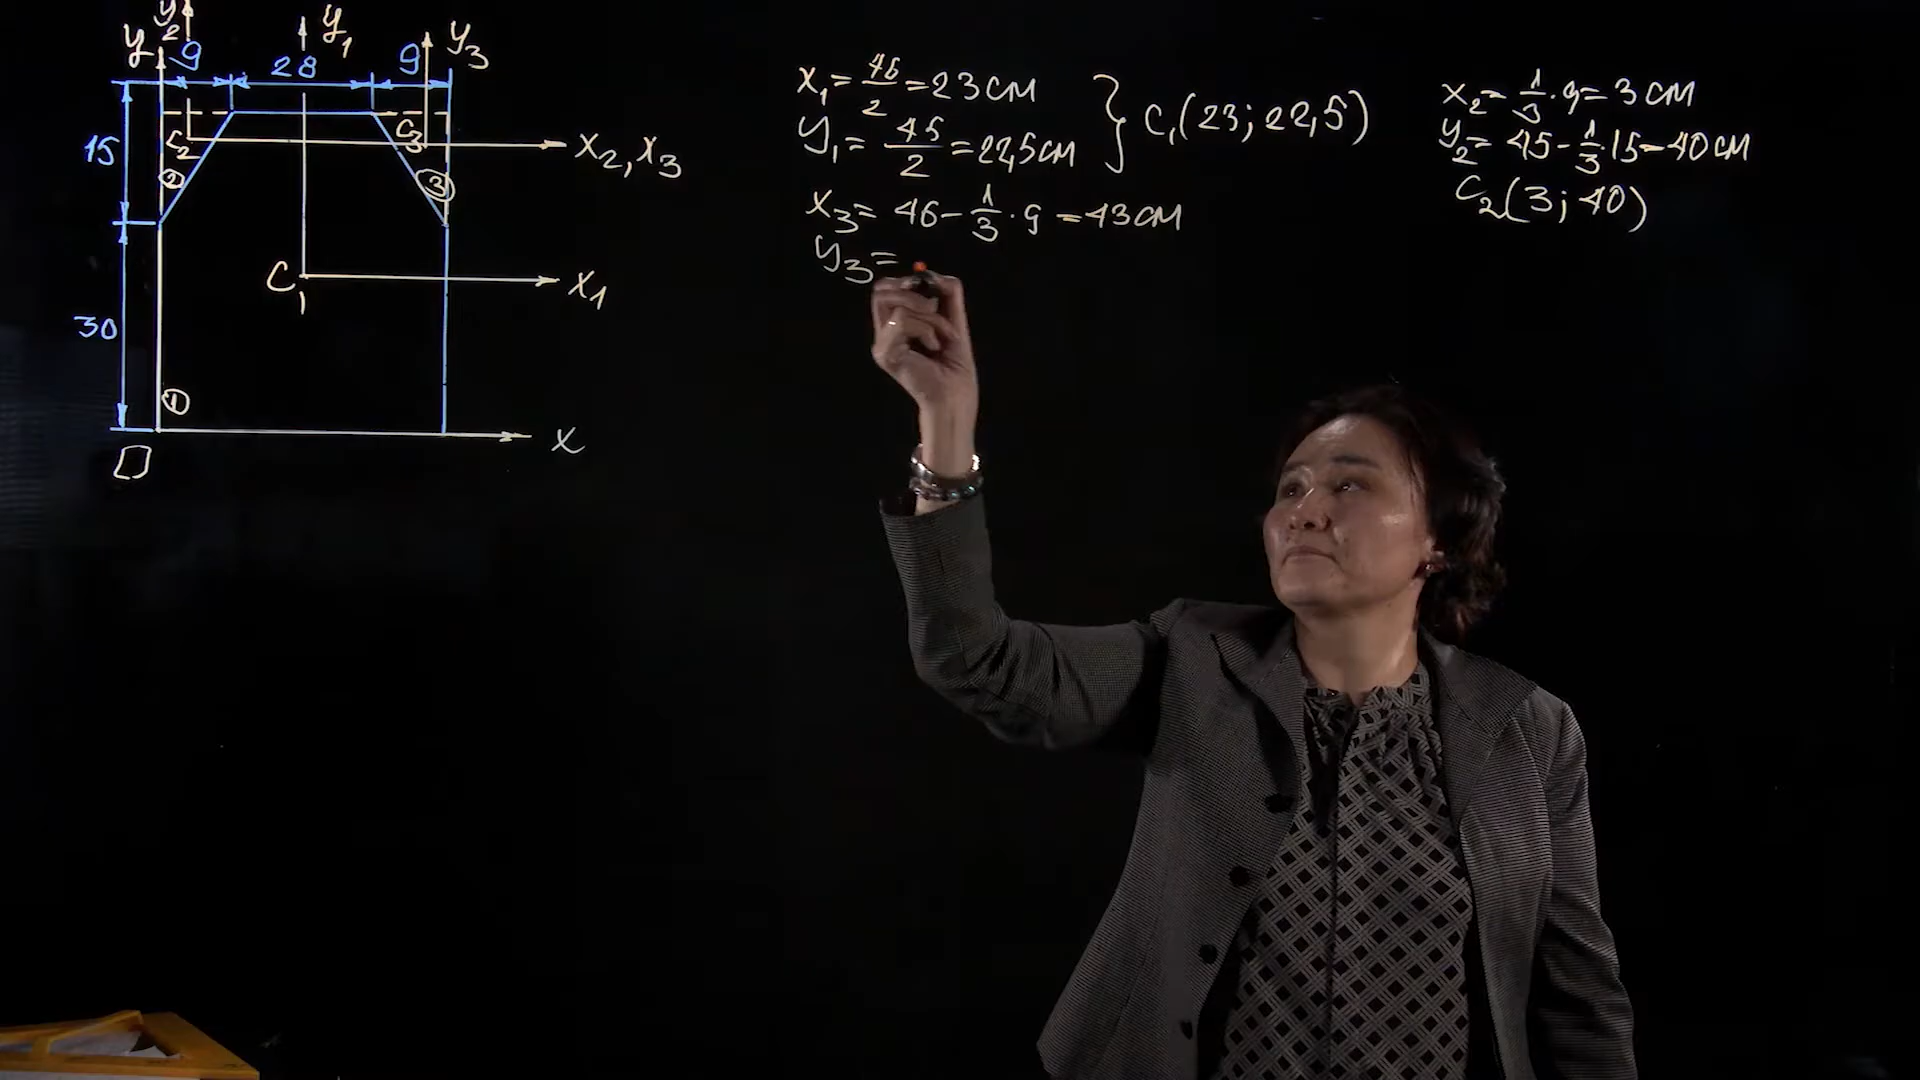 y y₂ y₁ y₃
9 28 9
15 C₂ C₃ x₂, x₃
② ③
C₁ x₁
30
①
0 x
x₁ = 46/2 = 23 см
y₁ = 45/2 = 22,5 см } C₁(23; 22,5)
x₃ = 46 - 1/3 · 9 = 43 см
y₃ =
x₂ = 1/3 · 9 = 3 см
y₂ = 45 - 1/3 · 15 = 40 см
C₂(3; 40)